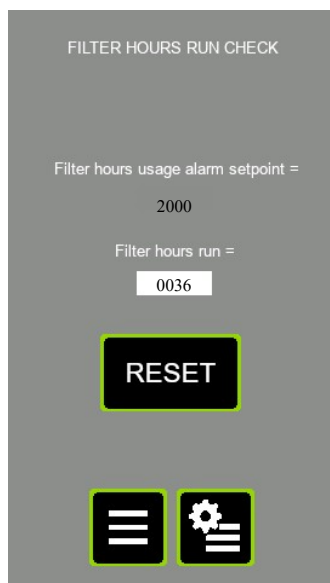 FILTER HOURS RUN CHECK
Filter hours usage alarm setpoint =
2000
Filter hours run =
0036
RESET